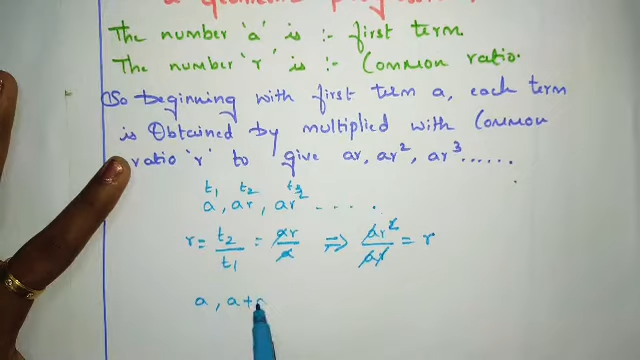 a geometric progression
The number 'a' is :- first term.
The number 'r' is :- Common ratio.
So beginning with first term a, each term
is Obtained by multiplied with Common
ratio 'r' to give ar, ar², ar³......
t₁ t₂ t₃
a, ar, ar² . . . . .
r = t₂/t₁ = ar/a ⇒ ar²/ar = r
a, a+